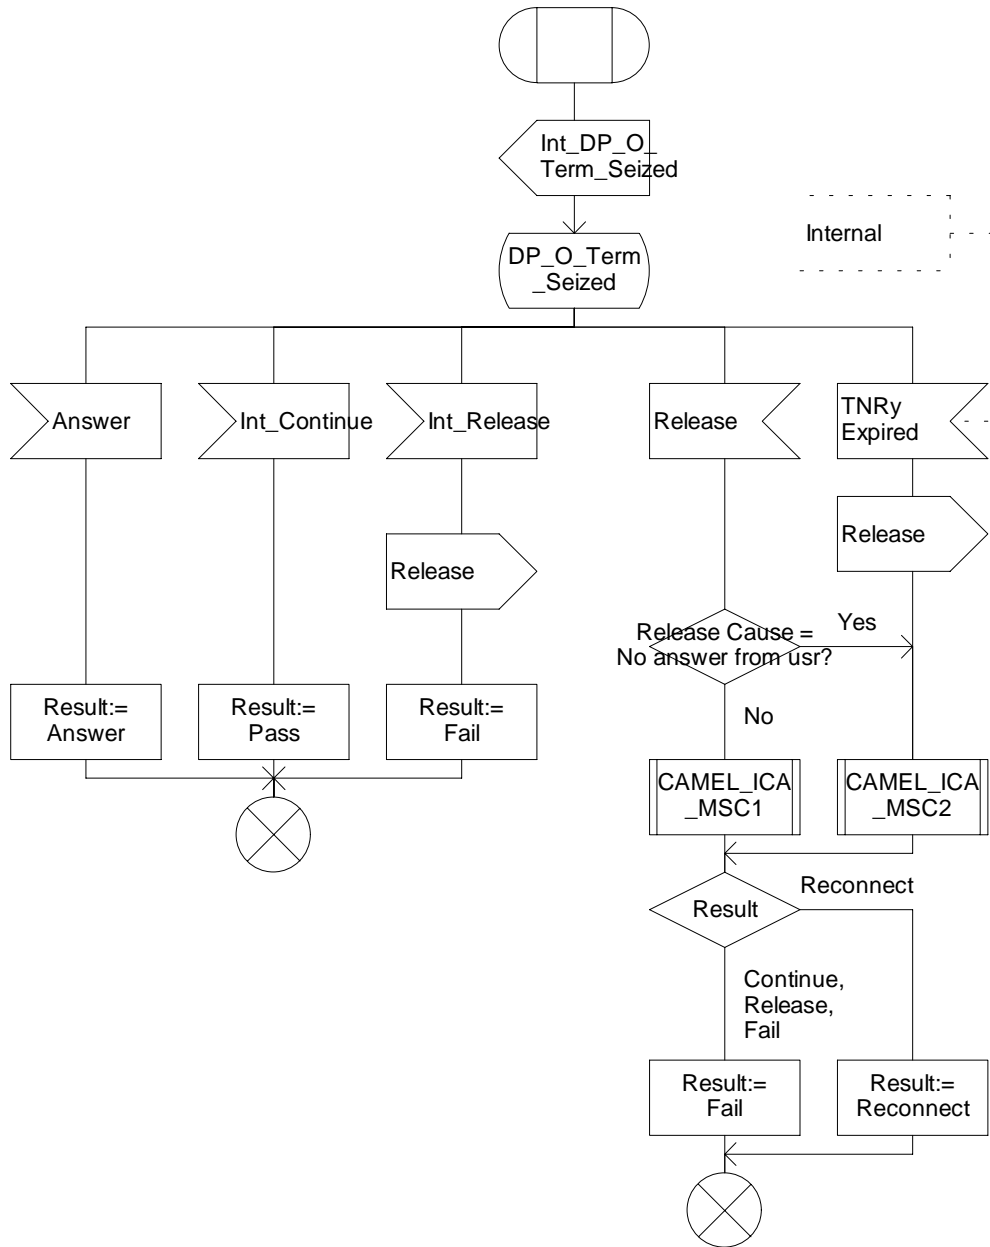 Int_DP_O_
Term_Seized
Internal
DP_O_Term
_Seized
Answer
Int_Continue
Int_Release
Release
TNRy
Expired
Release
Release
Release Cause =
No answer from usr?
Yes
No
Result:=
Answer
Result:=
Pass
Result:=
Fail
CAMEL_ICA
_MSC1
CAMEL_ICA
_MSC2
Reconnect
Result
Continue,
Release,
Fail
Result:=
Fail
Result:=
Reconnect